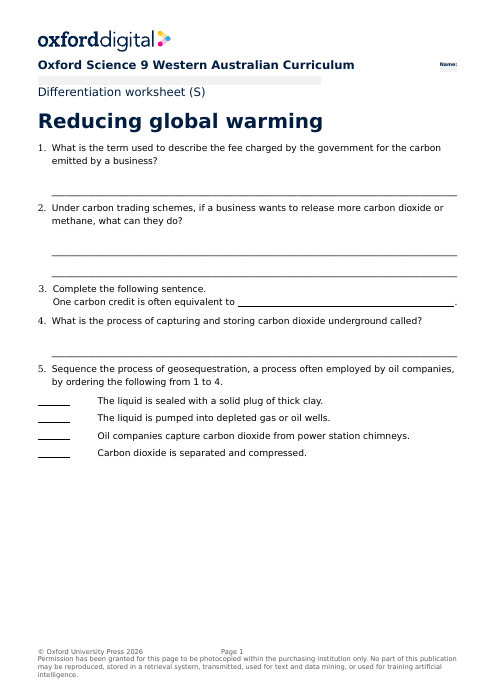 oxforddigital
Oxford Science 9 Western Australian Curriculum
Name:
Differentiation worksheet (S)
Reducing global warming
1. What is the term used to describe the fee charged by the government for the carbon
emitted by a business?
2. Under carbon trading schemes, if a business wants to release more carbon dioxide or
methane, what can they do?
3. Complete the following sentence.
One carbon credit is often equivalent to ______.
4. What is the process of capturing and storing carbon dioxide underground called?
5. Sequence the process of geosequestration, a process often employed by oil companies,
by ordering the following from 1 to 4.
The liquid is sealed with a solid plug of thick clay.
The liquid is pumped into depleted gas or oil wells.
Oil companies capture carbon dioxide from power station chimneys.
Carbon dioxide is separated and compressed.
© Oxford University Press 2026 Page 1
Permission has been granted for this page to be photocopied within the purchasing institution only. No part of this publication
may be reproduced, stored in a retrieval system, transmitted, used for text and data mining, or used for training artificial
intelligence.